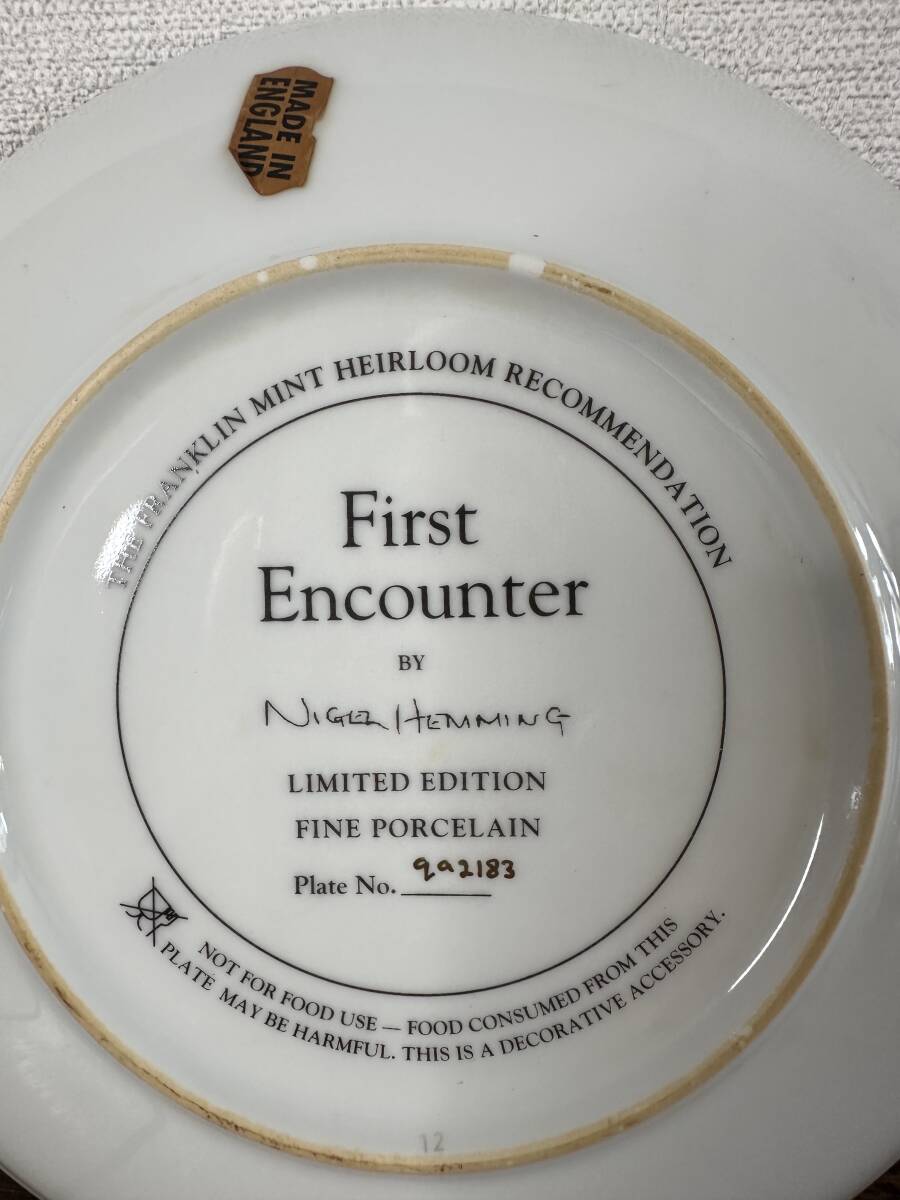 MADE IN
ENGLAND
THE FRANKLIN MINT HEIRLOOM RECOMMENDATION
First
Encounter
BY
NIGEL HEMMING
LIMITED EDITION
FINE PORCELAIN
Plate No. qa2183
NOT FOR FOOD USE — FOOD CONSUMED FROM THIS
PLATE MAY BE HARMFUL. THIS IS A DECORATIVE ACCESSORY.
12